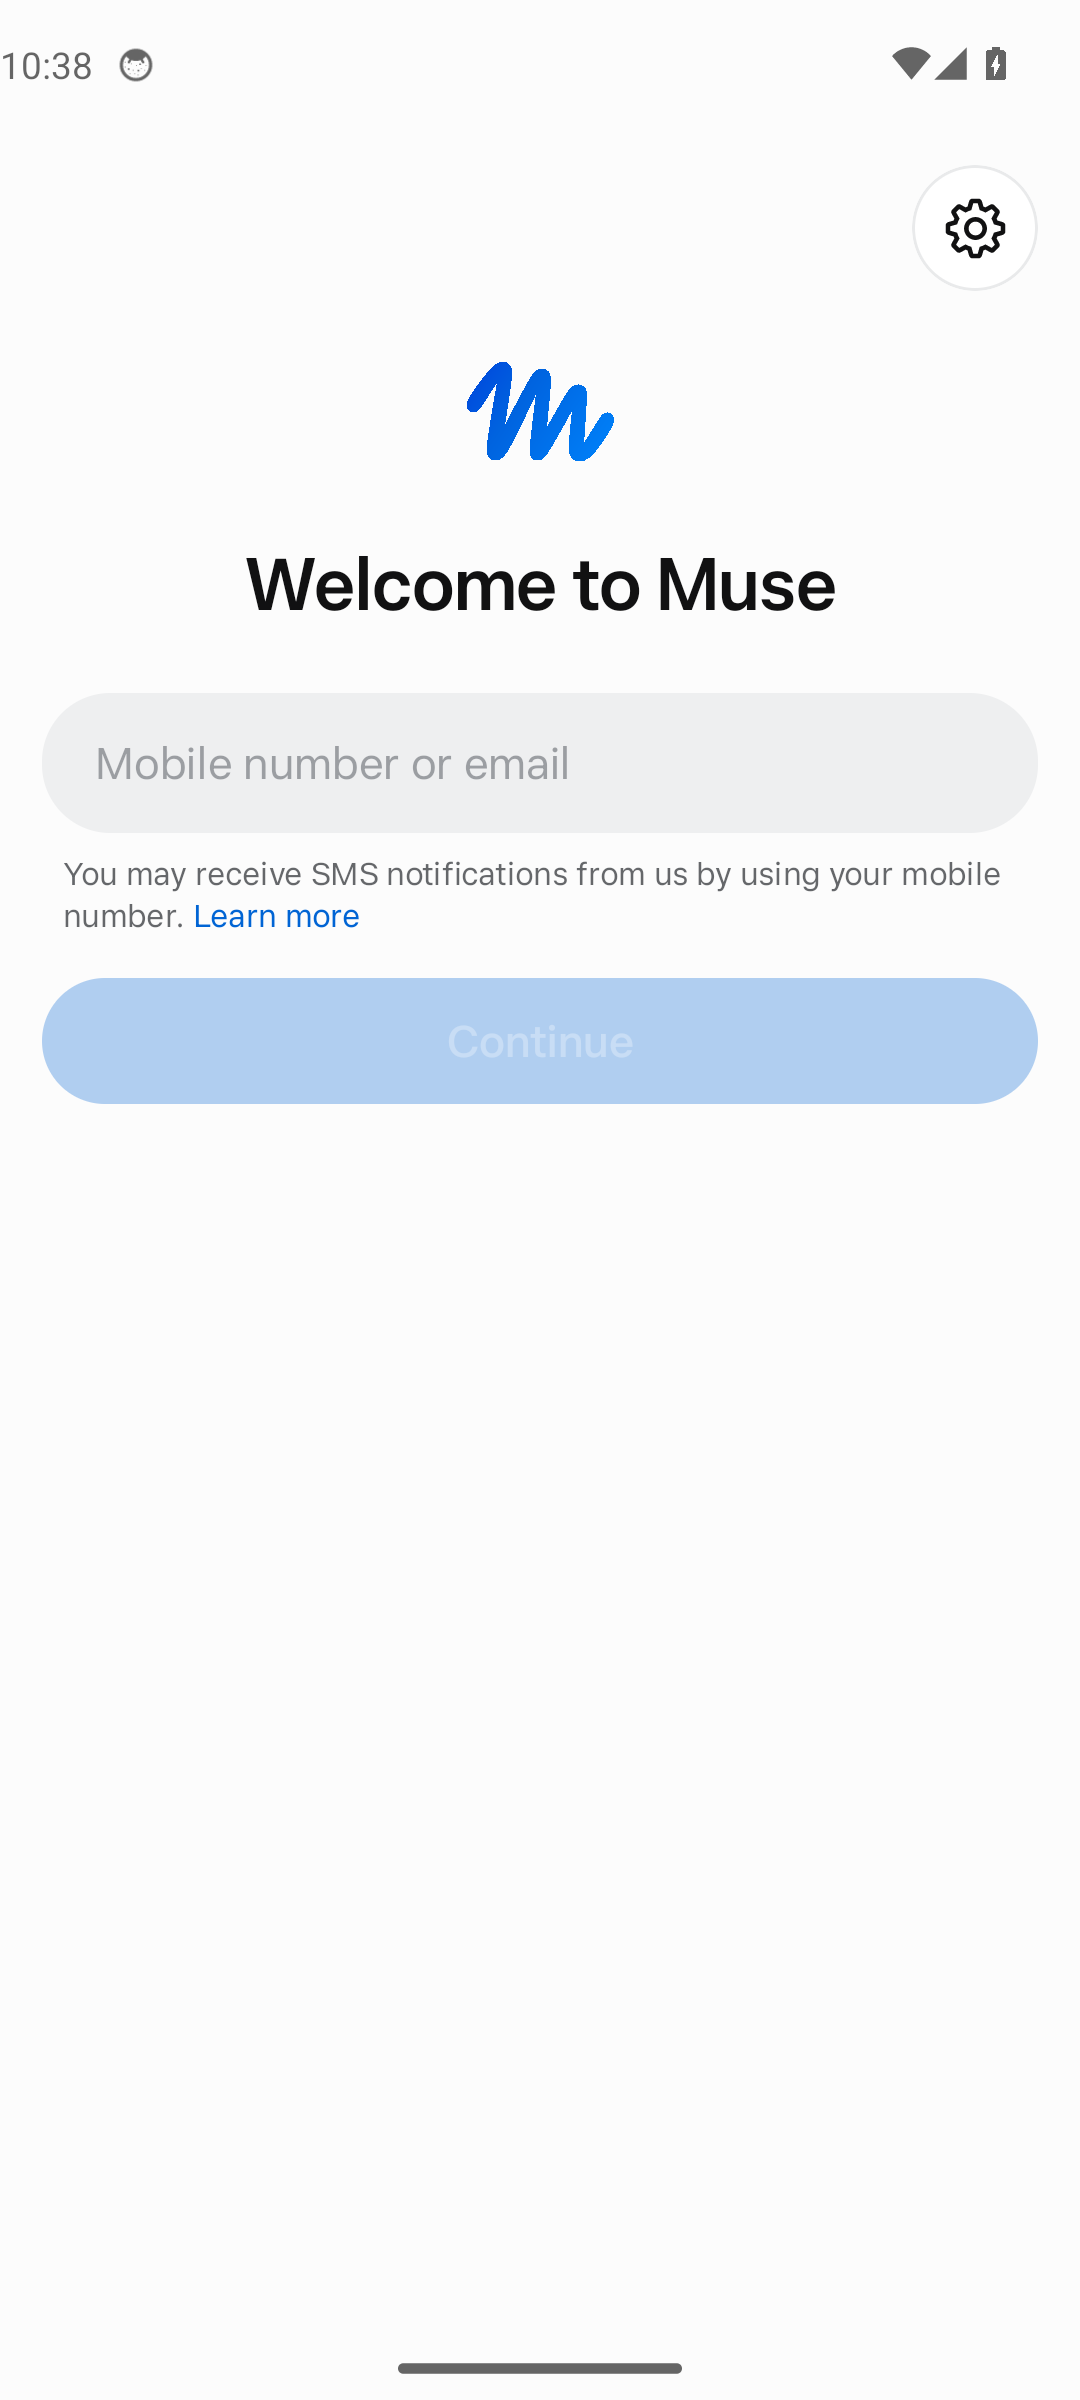 10:38
Welcome to Muse
Mobile number or email
You may receive SMS notifications from us by using your mobile
number. Learn more
Continue